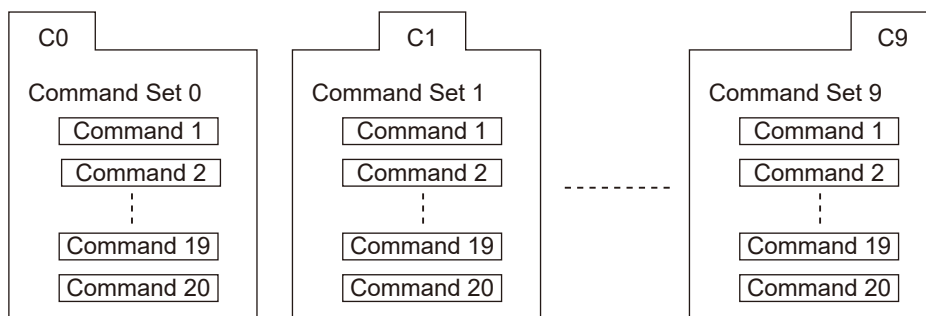 C0
Command Set 0
Command 1
Command 2
Command 19
Command 20
C1
Command Set 1
Command 1
Command 2
Command 19
Command 20
C9
Command Set 9
Command 1
Command 2
Command 19
Command 20